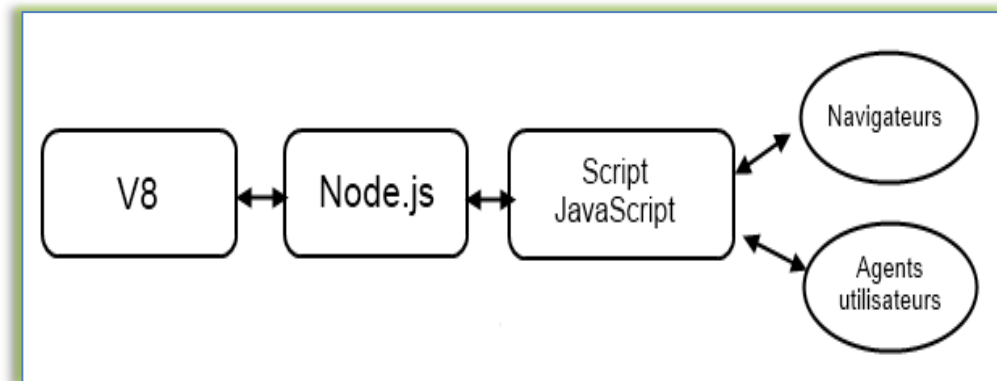 V8
Node.js
Script
JavaScript
Navigateurs
Agents
utilisateurs